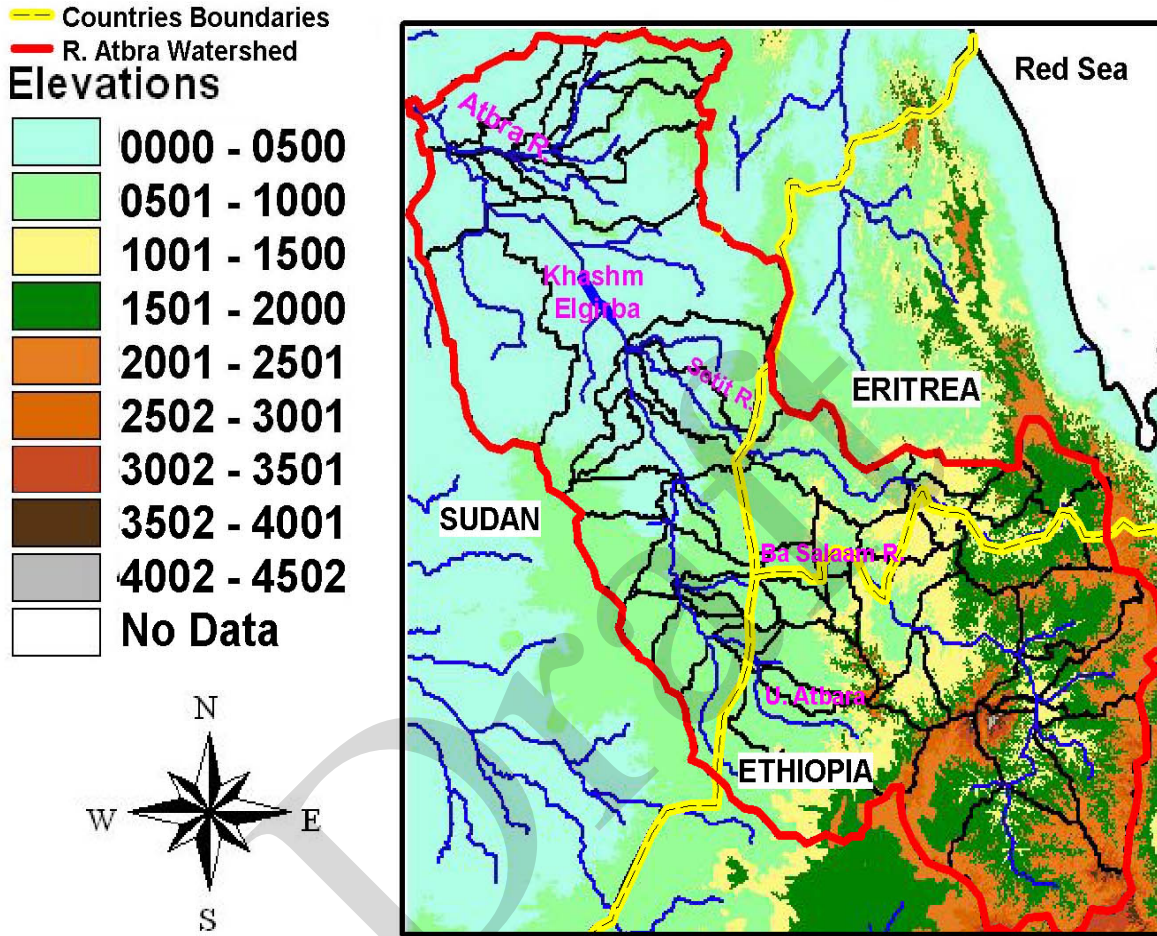 Countries Boundaries
R. Atbra Watershed
Elevations
0000 - 0500
0501 - 1000
1001 - 1500
1501 - 2000
2001 - 2501
2502 - 3001
3002 - 3501
3502 - 4001
4002 - 4502
No Data
N
W E
S
Red Sea
Atbra R.
Khashm
Elgirba
Setit R.
ERITREA
SUDAN
Ba Salaam R.
U. Atbara
ETHIOPIA
Draft